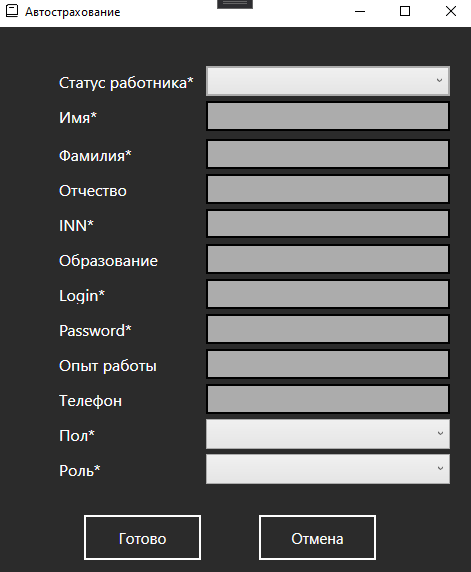 Автострахование
Статус работника*
Имя*
Фамилия*
Отчество
INN*
Образование
Login*
Password*
Опыт работы
Телефон
Пол*
Роль*
Готово Отмена